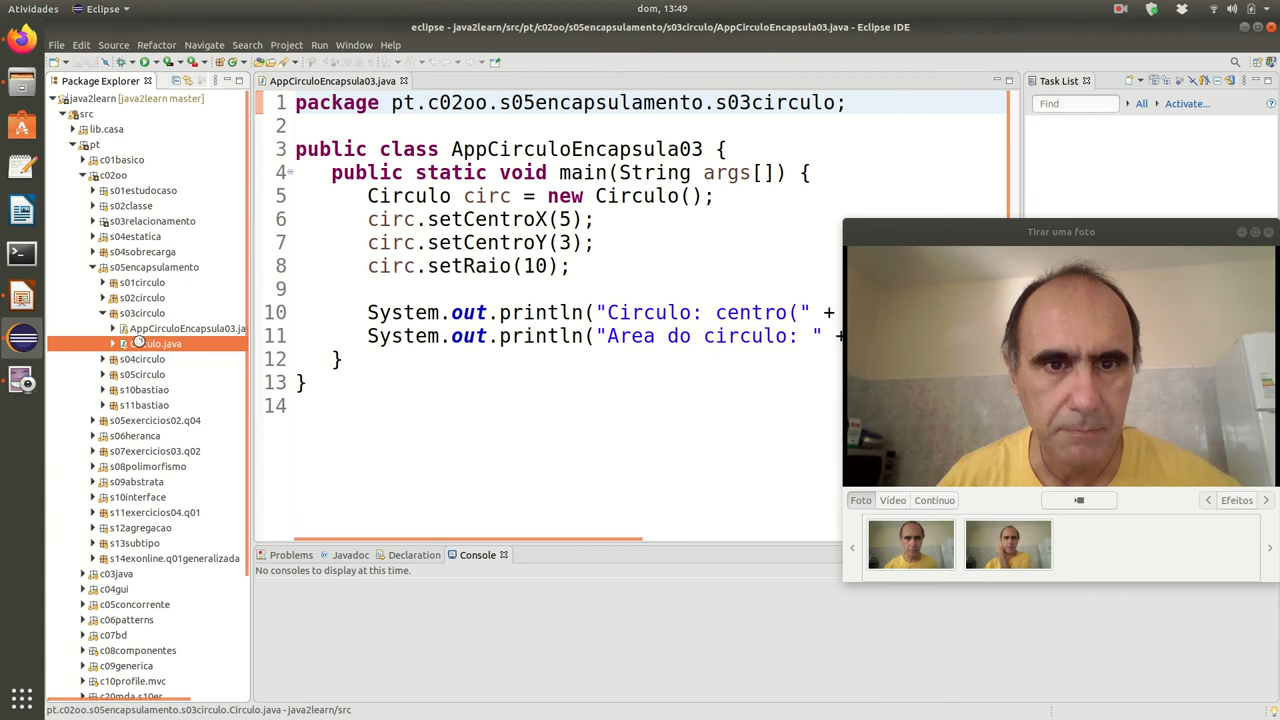 Atividades
Eclipse
dom, 13:49
eclipse - java2learn/src/pt/c02oo/s05encapsulamento/s03circulo/AppCirculoEncapsula03.java - Eclipse IDE
File Edit Source Refactor Navigate Search Project Run Window Help
Package Explorer
java2learn [java2learn master]
src
lib.casa
pt
c01basico
c02oo
s01estudocaso
s02classe
s03relacionamento
s04estatica
s04sobrecarga
s05encapsulamento
s01circulo
s02circulo
s03circulo
AppCirculoEncapsula03.ja
s04circulo
s05circulo
s10bastiao
s11bastiao
s05exercicios02.q04
s06heranca
s07exercicios03.q02
s08polimorfismo
s09abstrata
s10interface
s11exercicios04.q01
s12agregacao
s13subtipo
s14exonline.q01generalizada
c03java
c04gui
c05concorrente
c06patterns
c07bd
c08componentes
c09generica
c10profile.mvc
c20mda.s10er
AppCirculoEncapsula03.java
1 package pt.c02oo.s05encapsulamento.s03circulo;
2
3 public class AppCirculoEncapsula03 {
4 public static void main(String args[]) {
5 Circulo circ = new Circulo();
6 circ.setCentroX(5);
7 circ.setCentroY(3);
8 circ.setRaio(10);
9
10 System.out.println("Circulo: centro(" +
11 System.out.println("Area do circulo: " +
12 }
13 }
14
Task List
Find
All
Activate...
Tirar uma foto
Foto Vídeo Contínuo
Efeitos
Problems Javadoc Declaration Console
No consoles to display at this time.
pt.c02oo.s05encapsulamento.s03circulo.Circulo.java - java2learn/src